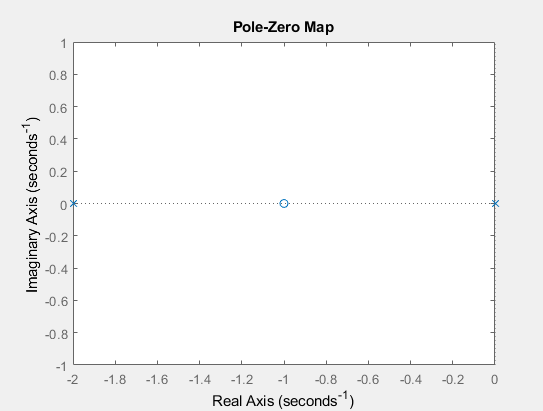 Pole-Zero Map
Imaginary Axis (seconds⁻¹)
1
0.8
0.6
0.4
0.2
0
-0.2
-0.4
-0.6
-0.8
-1
-2 -1.8 -1.6 -1.4 -1.2 -1 -0.8 -0.6 -0.4 -0.2 0
Real Axis (seconds⁻¹)